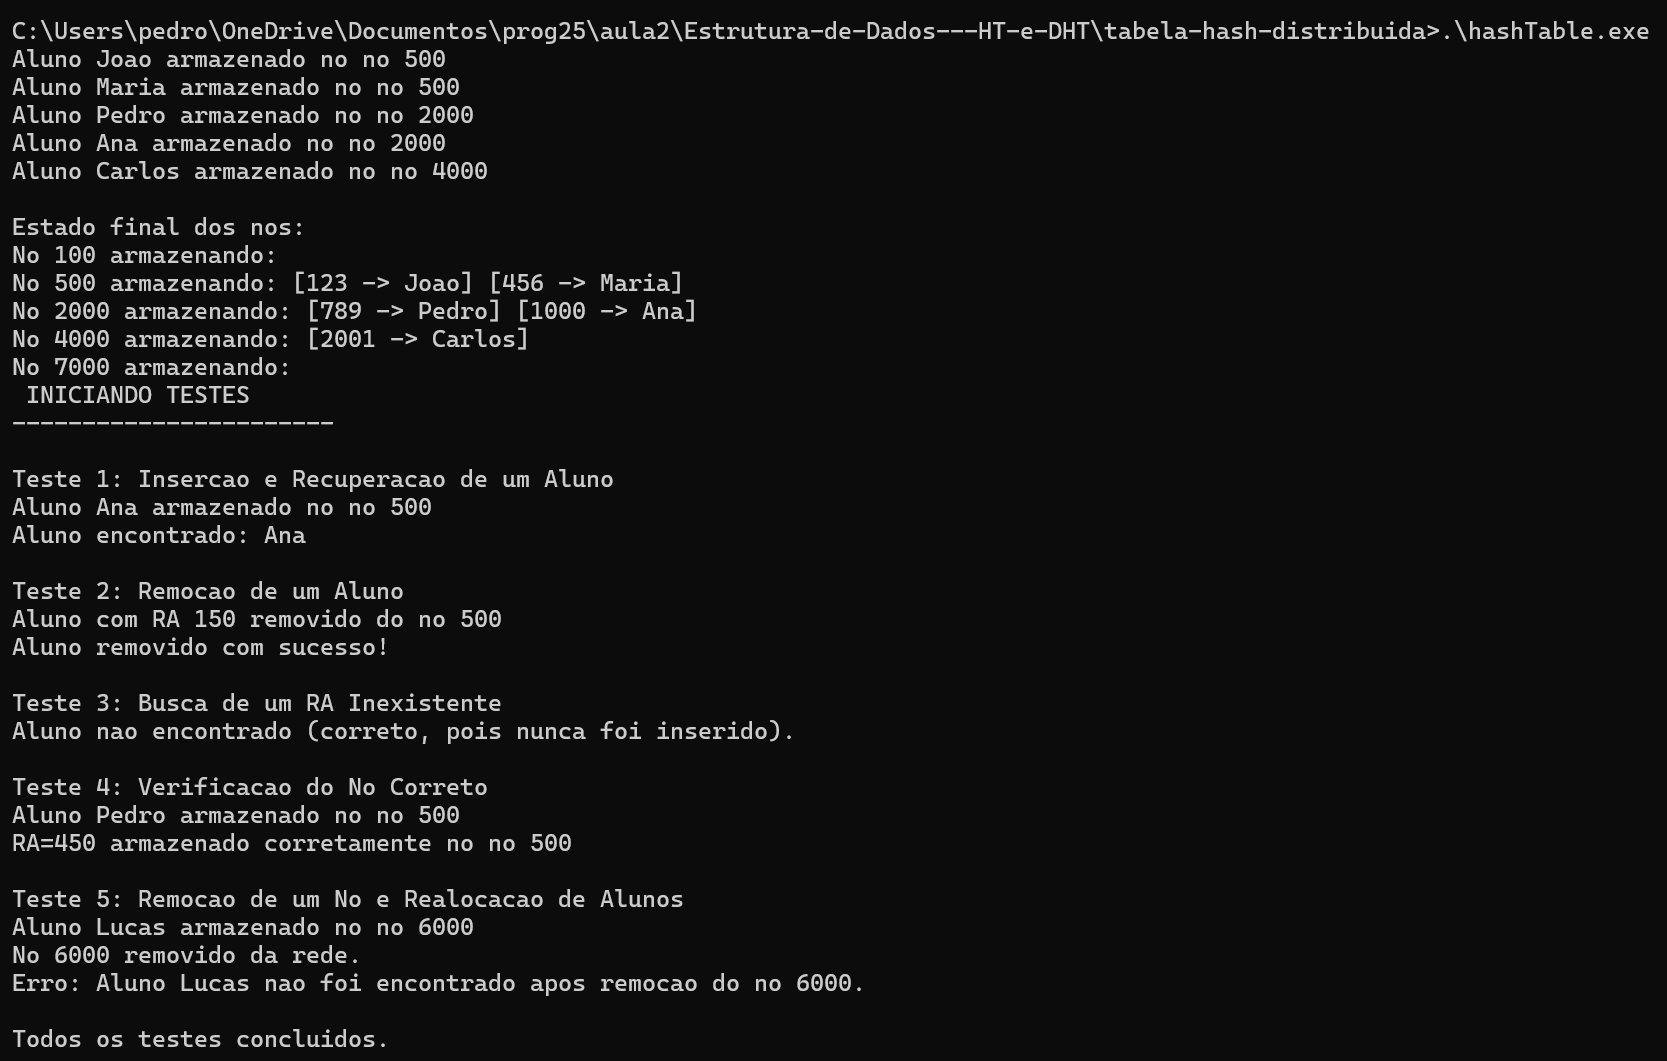 C:\Users\pedro\OneDrive\Documentos\prog25\aula2\Estrutura-de-Dados---HT-e-DHT\tabela-hash-distribuida>.\hashTable.exe
Aluno Joao armazenado no no 500
Aluno Maria armazenado no no 500
Aluno Pedro armazenado no no 2000
Aluno Ana armazenado no no 2000
Aluno Carlos armazenado no no 4000
Estado final dos nos:
No 100 armazenando:
No 500 armazenando: [123 -> Joao] [456 -> Maria]
No 2000 armazenando: [789 -> Pedro] [1000 -> Ana]
No 4000 armazenando: [2001 -> Carlos]
No 7000 armazenando:
INICIANDO TESTES
-----------------------
Teste 1: Insercao e Recuperacao de um Aluno
Aluno Ana armazenado no no 500
Aluno encontrado: Ana
Teste 2: Remocao de um Aluno
Aluno com RA 150 removido do no 500
Aluno removido com sucesso!
Teste 3: Busca de um RA Inexistente
Aluno nao encontrado (correto, pois nunca foi inserido).
Teste 4: Verificacao do No Correto
Aluno Pedro armazenado no no 500
RA=450 armazenado corretamente no no 500
Teste 5: Remocao de um No e Realocacao de Alunos
Aluno Lucas armazenado no no 6000
No 6000 removido da rede.
Erro: Aluno Lucas nao foi encontrado apos remocao do no 6000.
Todos os testes concluidos.